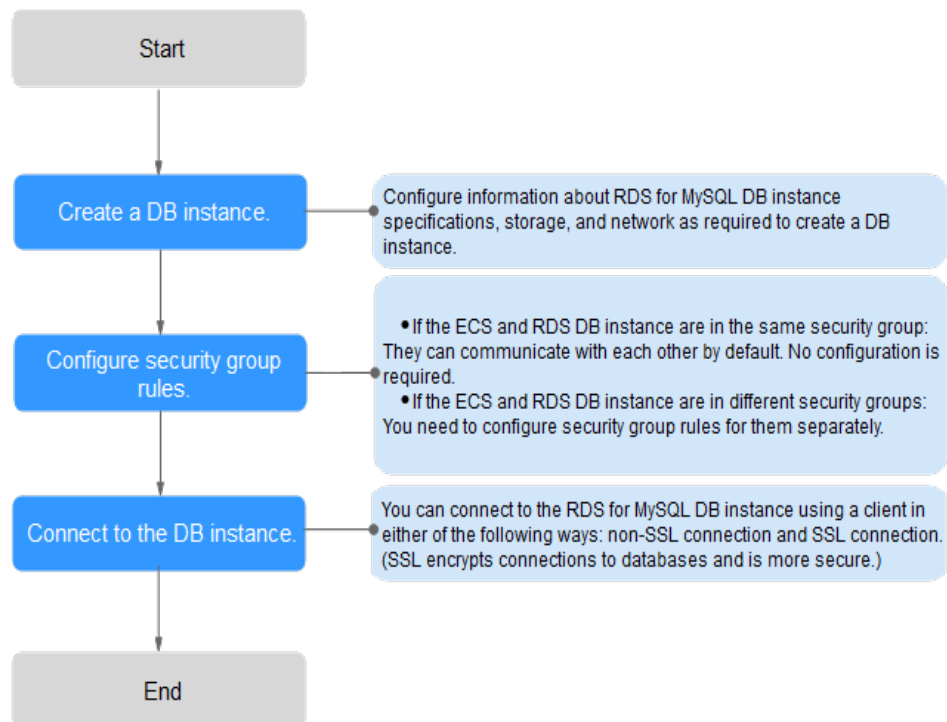 Start
Create a DB instance.
Configure information about RDS for MySQL DB instance
specifications, storage, and network as required to create a DB
instance.
Configure security group
rules.
●If the ECS and RDS DB instance are in the same security group:
They can communicate with each other by default. No configuration is
required.
●If the ECS and RDS DB instance are in different security groups:
You need to configure security group rules for them separately.
Connect to the DB instance.
You can connect to the RDS for MySQL DB instance using a client in
either of the following ways: non-SSL connection and SSL connection.
(SSL encrypts connections to databases and is more secure.)
End